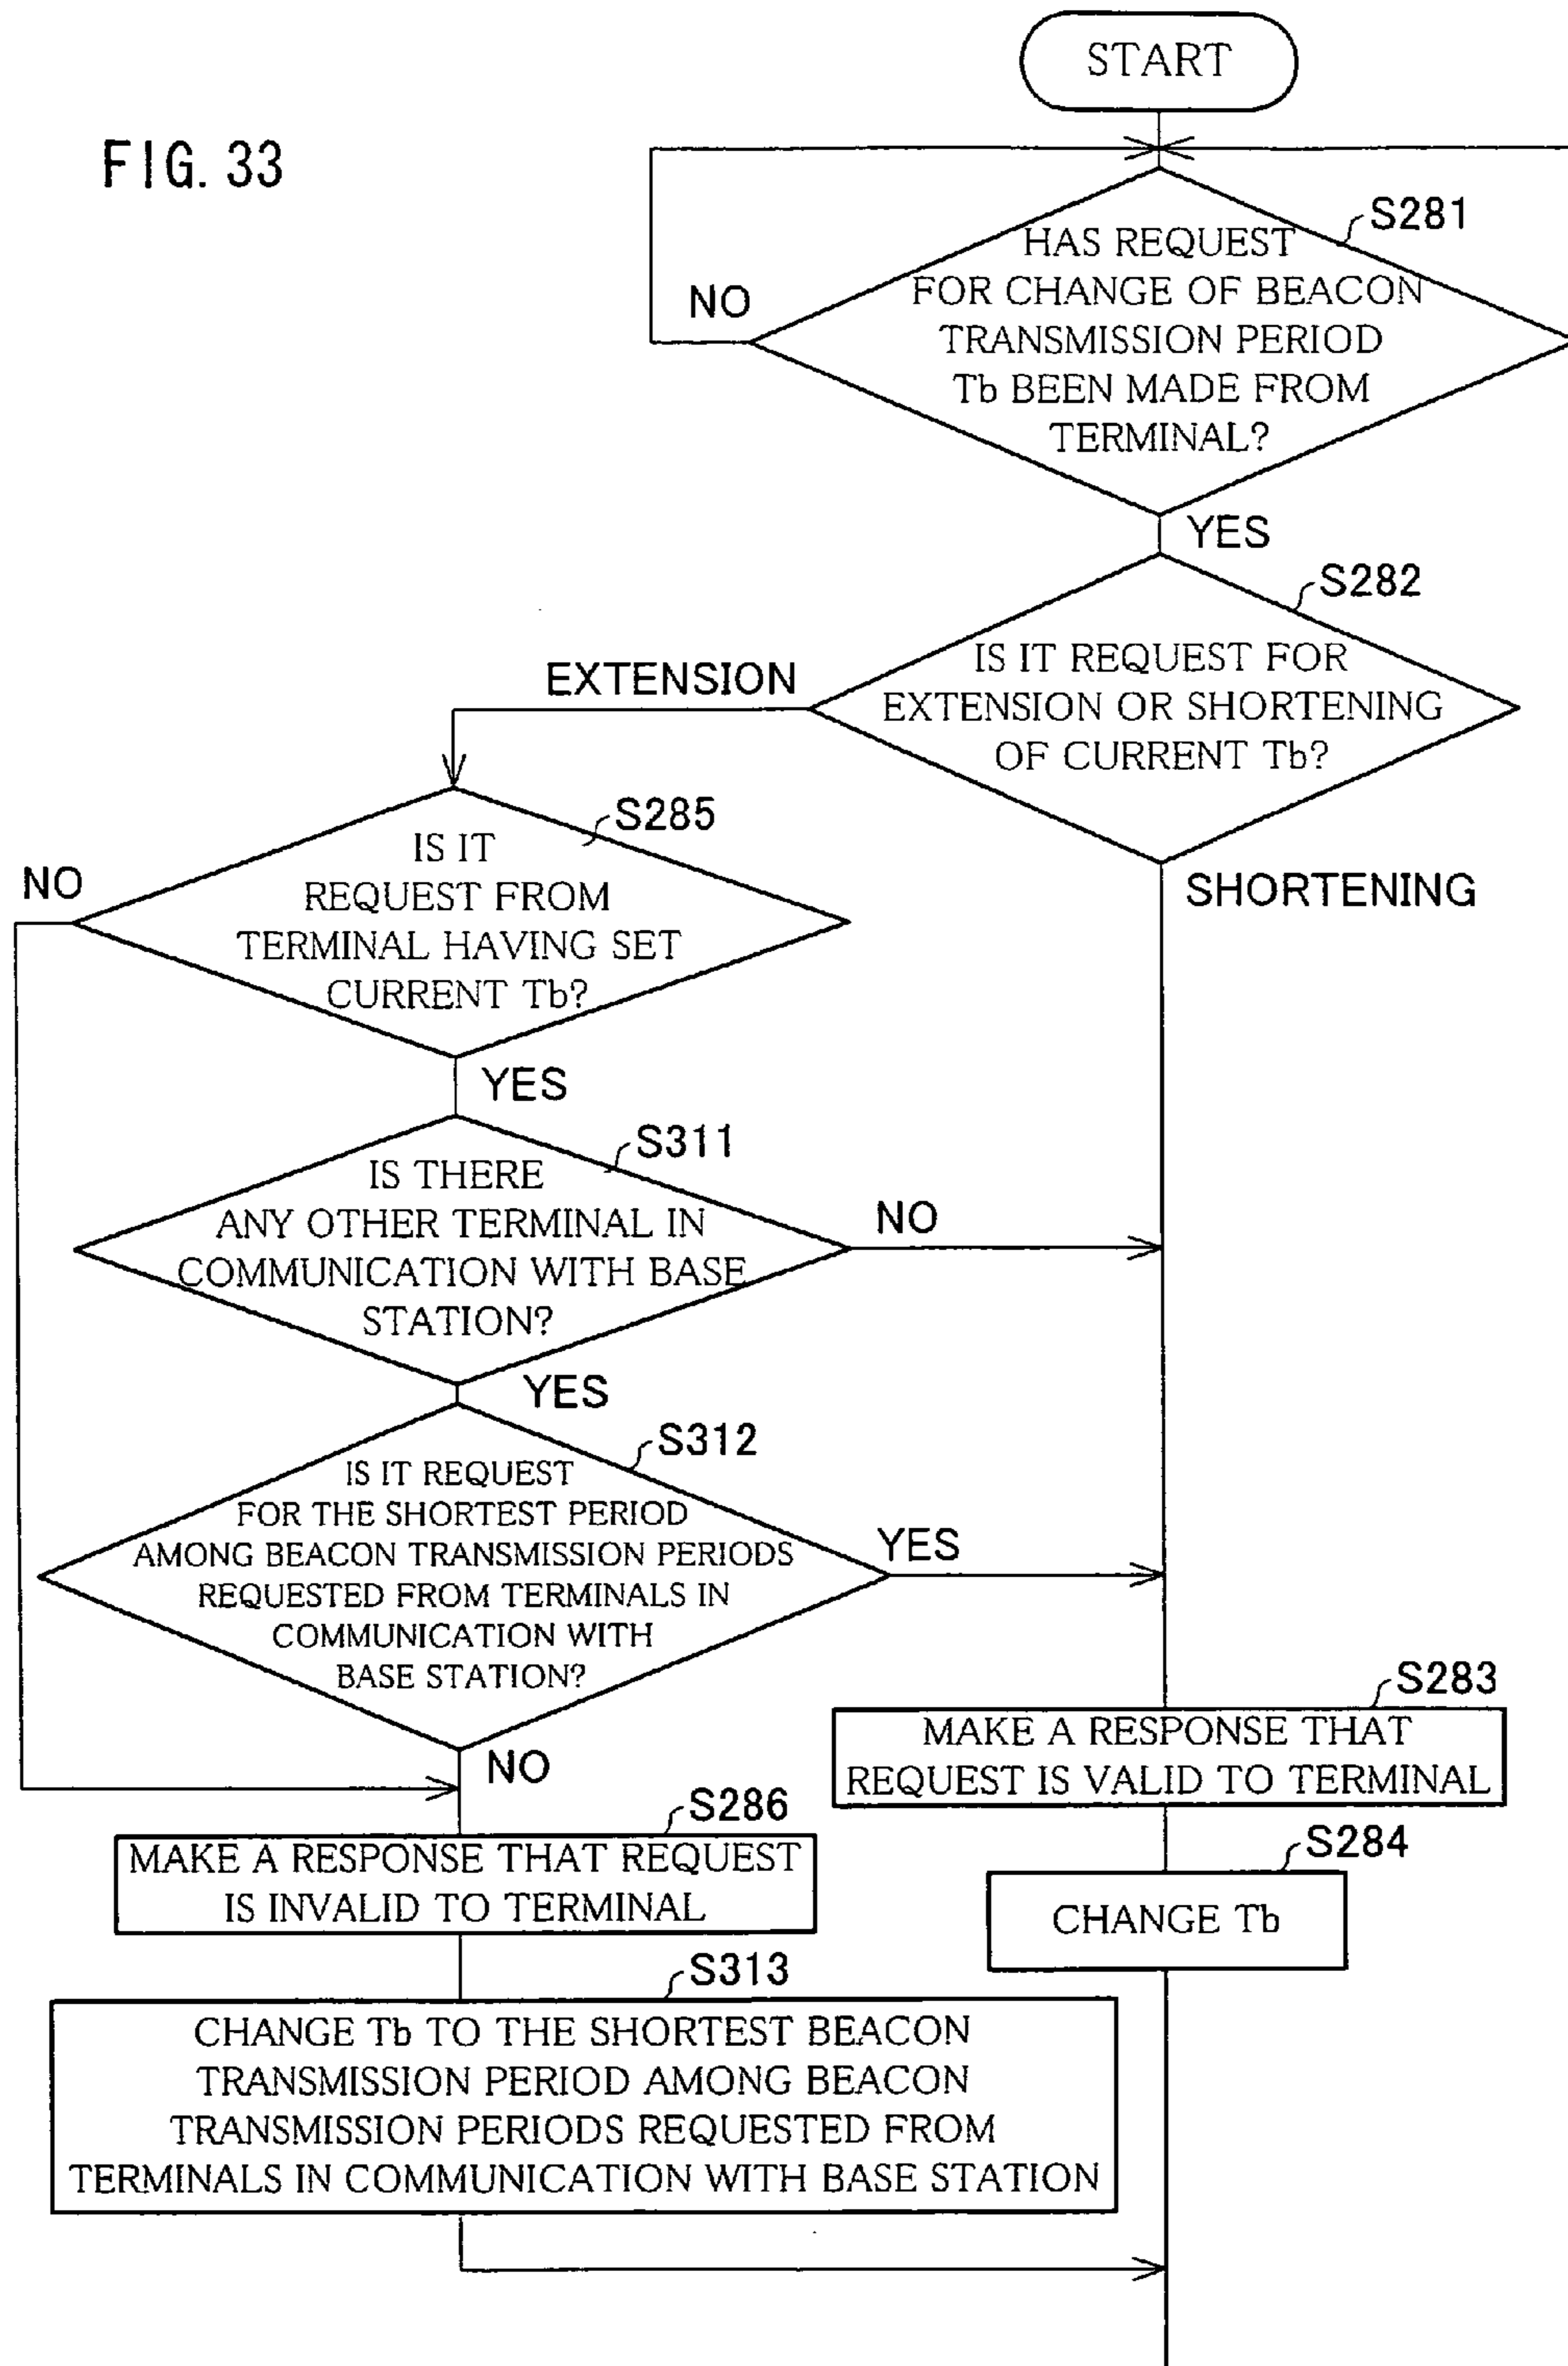 START
FIG. 33
S281
HAS REQUEST
FOR CHANGE OF BEACON
TRANSMISSION PERIOD
Tb BEEN MADE FROM
TERMINAL?
NO
YES
S282
IS IT REQUEST FOR
EXTENSION OR SHORTENING
OF CURRENT Tb?
EXTENSION
SHORTENING
S285
IS IT
REQUEST FROM
TERMINAL HAVING SET
CURRENT Tb?
NO
YES
S311
IS THERE
ANY OTHER TERMINAL IN
COMMUNICATION WITH BASE
STATION?
NO
YES
S312
IS IT REQUEST
FOR THE SHORTEST PERIOD
AMONG BEACON TRANSMISSION PERIODS
REQUESTED FROM TERMINALS IN
COMMUNICATION WITH
BASE STATION?
YES
NO
S283
MAKE A RESPONSE THAT
REQUEST IS VALID TO TERMINAL
S286
MAKE A RESPONSE THAT REQUEST
IS INVALID TO TERMINAL
S284
CHANGE Tb
S313
CHANGE Tb TO THE SHORTEST BEACON
TRANSMISSION PERIOD AMONG BEACON
TRANSMISSION PERIODS REQUESTED FROM
TERMINALS IN COMMUNICATION WITH BASE STATION